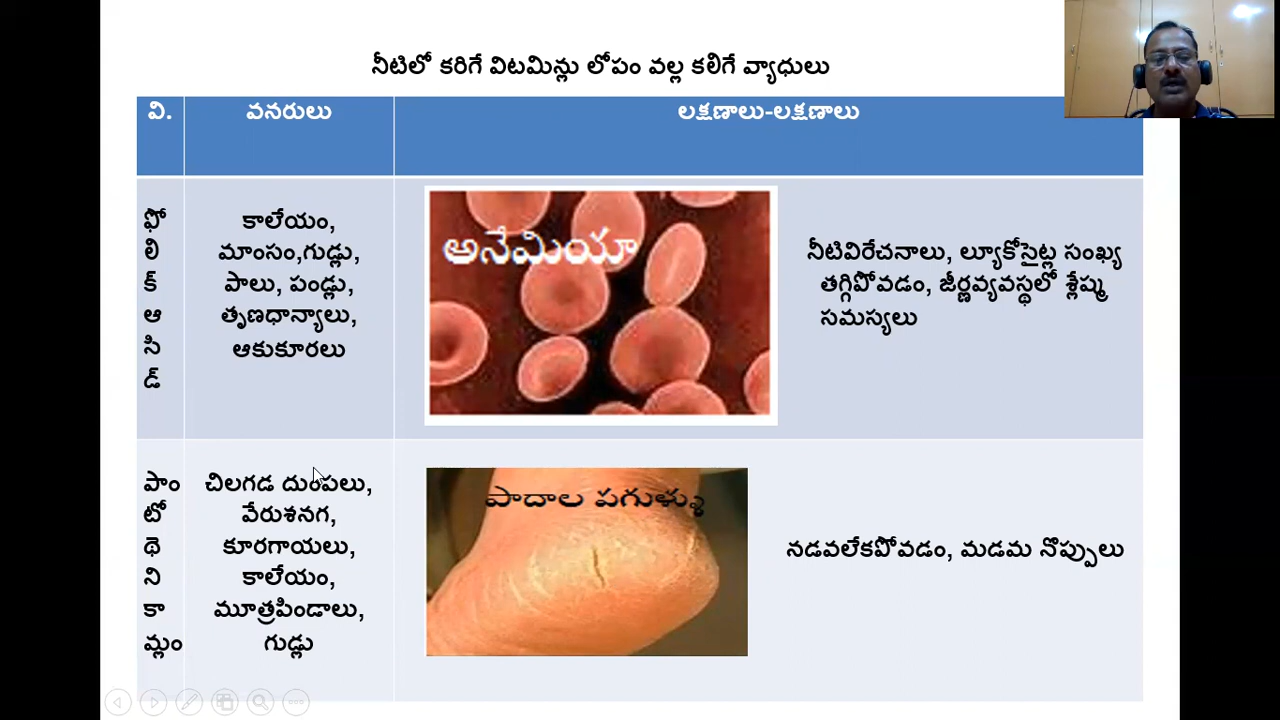 నీటిలో కరిగే విటమిన్లు లోపం వల్ల కలిగే వ్యాధులు
వి.
వనరులు
లక్షణాలు-లక్షణాలు
ఫో
లి
క్
ఆ
సి
డ్
కాలేయం,
మాంసం,గుడ్లు,
పాలు, పండ్లు,
తృణధాన్యాలు,
ఆకుకూరలు
అనేమియా
నీటివిరేచనాలు, ల్యూకోసైట్ల సంఖ్య
తగ్గిపోవడం, జీర్ణవ్యవస్థలో శ్లేష్మ
సమస్యలు
పాం
టో
థె
ని
కా
మ్లం
చిలగడ దుంపలు,
వేరుశనగ,
కూరగాయలు,
కాలేయం,
మూత్రపిండాలు,
గుడ్లు
పాదాల పగుళ్ళు
నడవలేకపోవడం, మడమ నొప్పులు